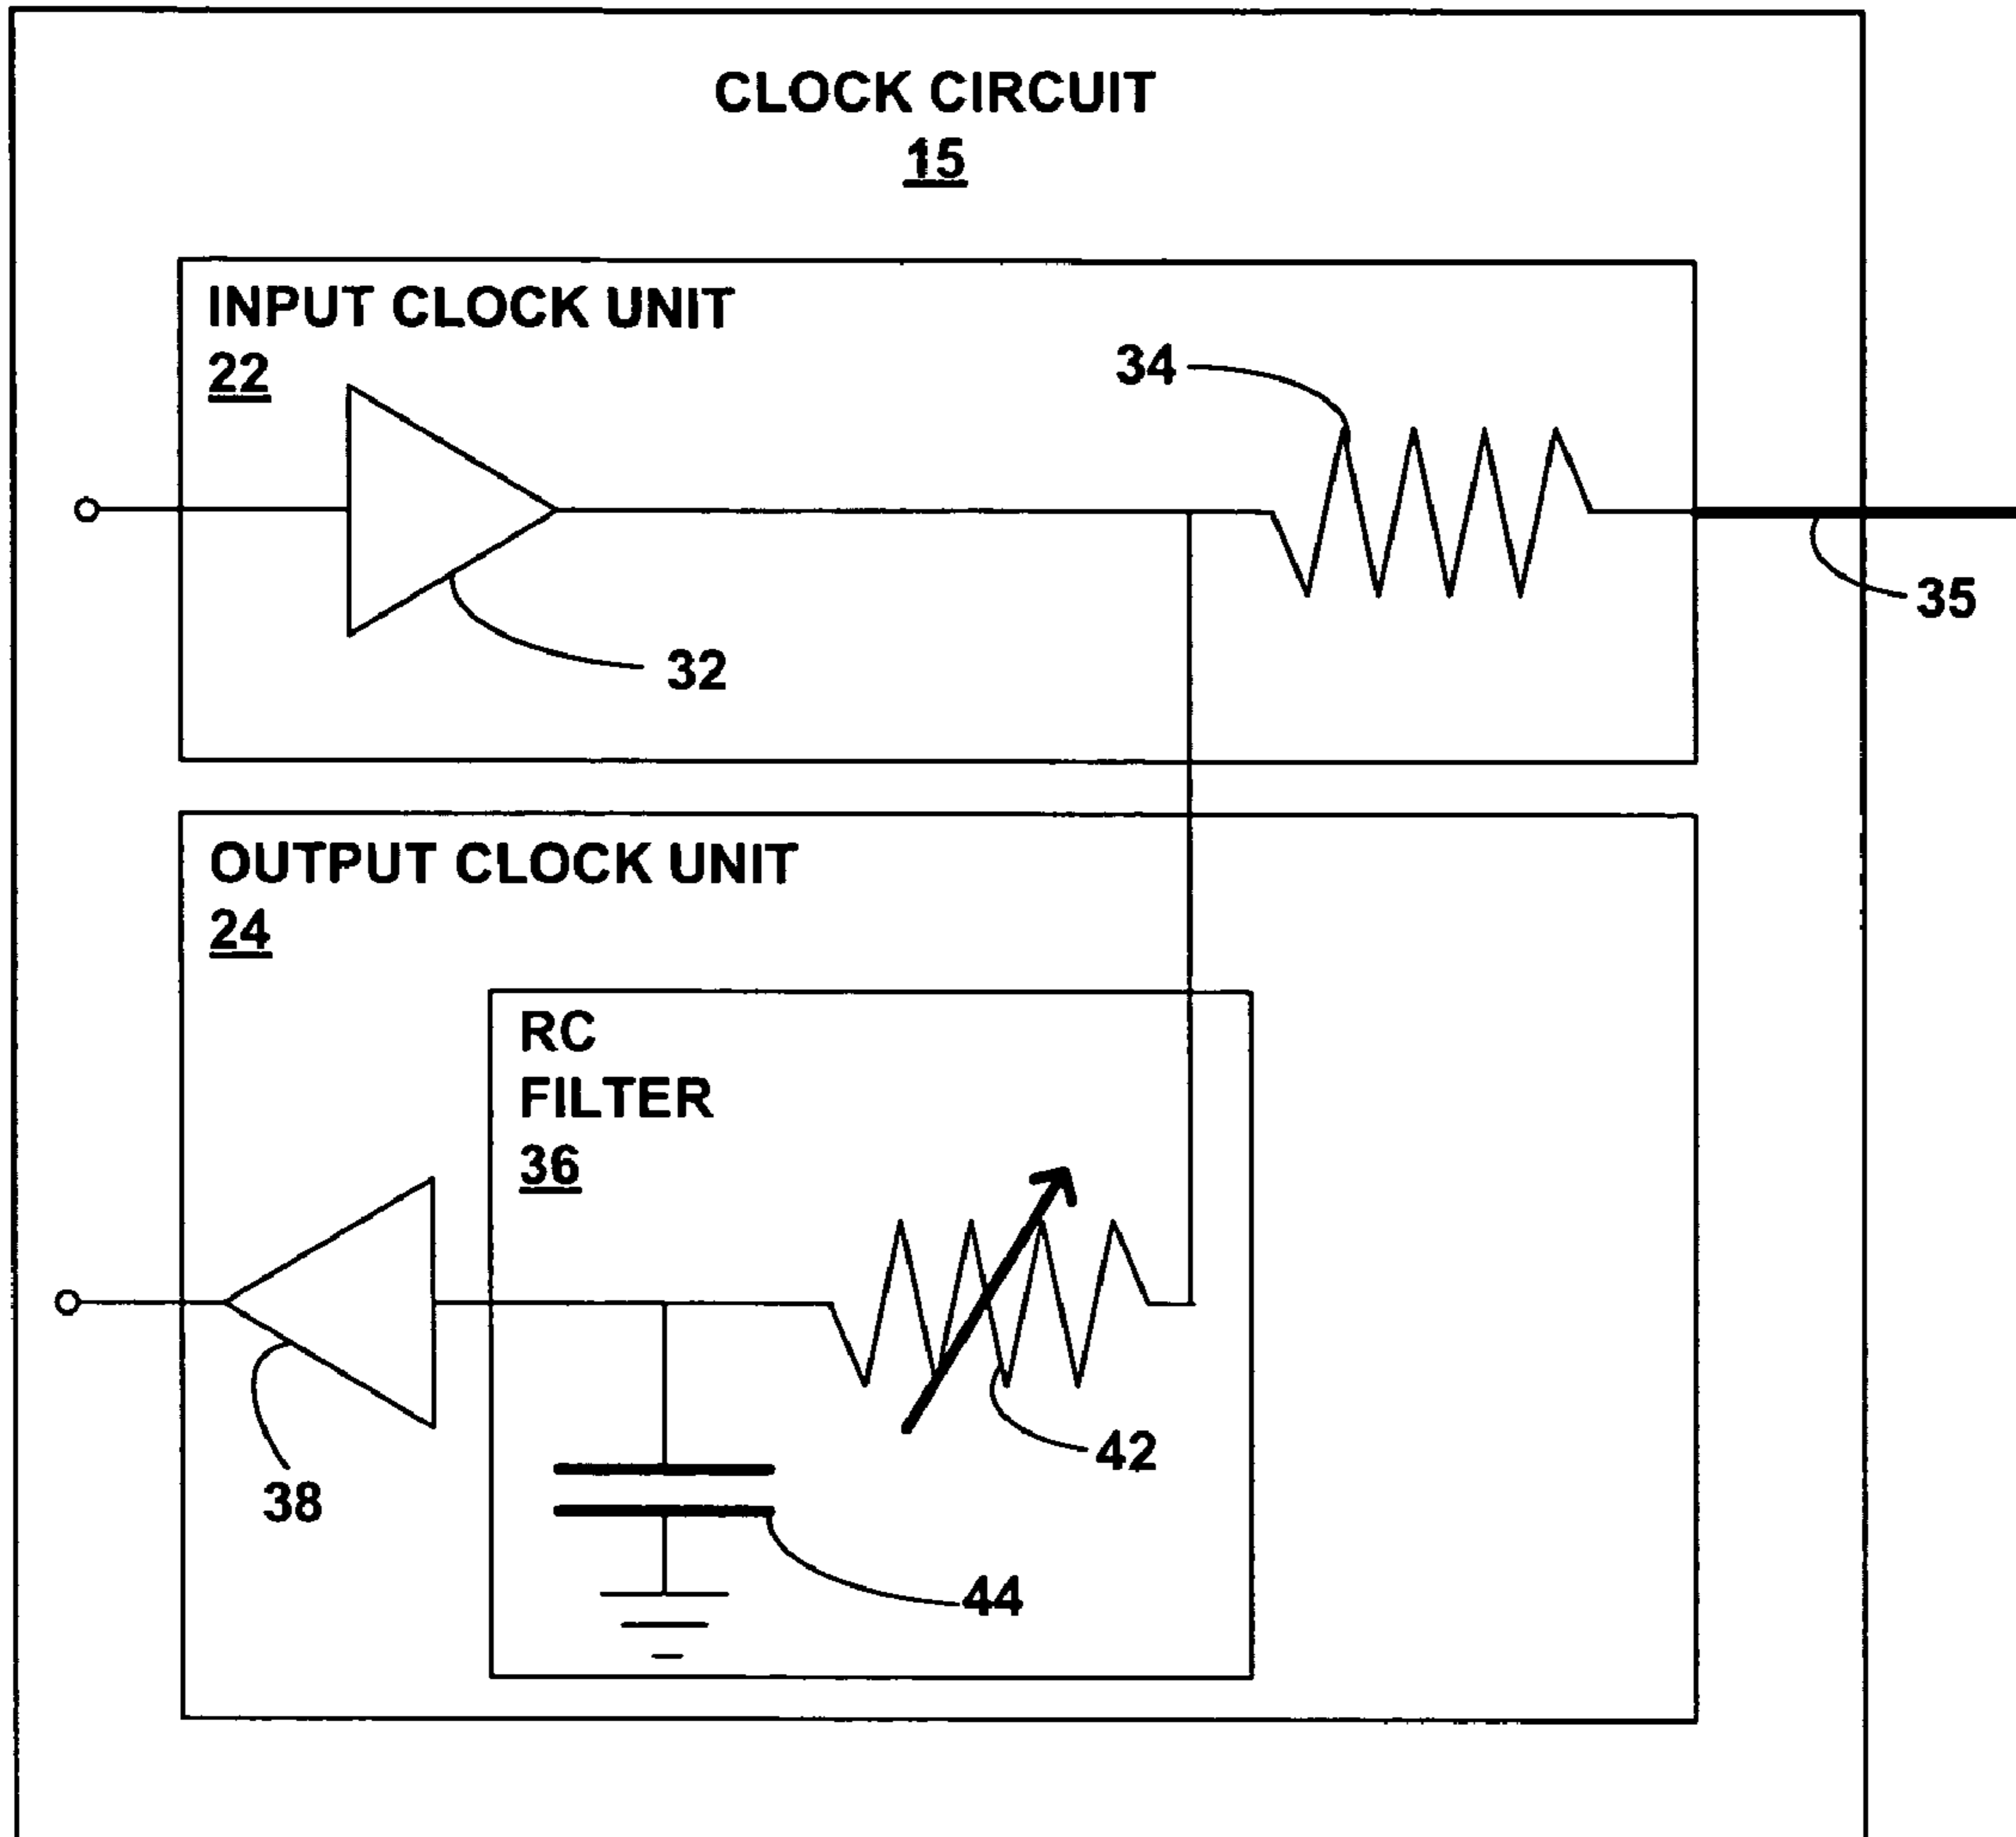 CLOCK CIRCUIT
15
INPUT CLOCK UNIT
22
34
35
32
OUTPUT CLOCK UNIT
24
RC
FILTER
36
42
38
44